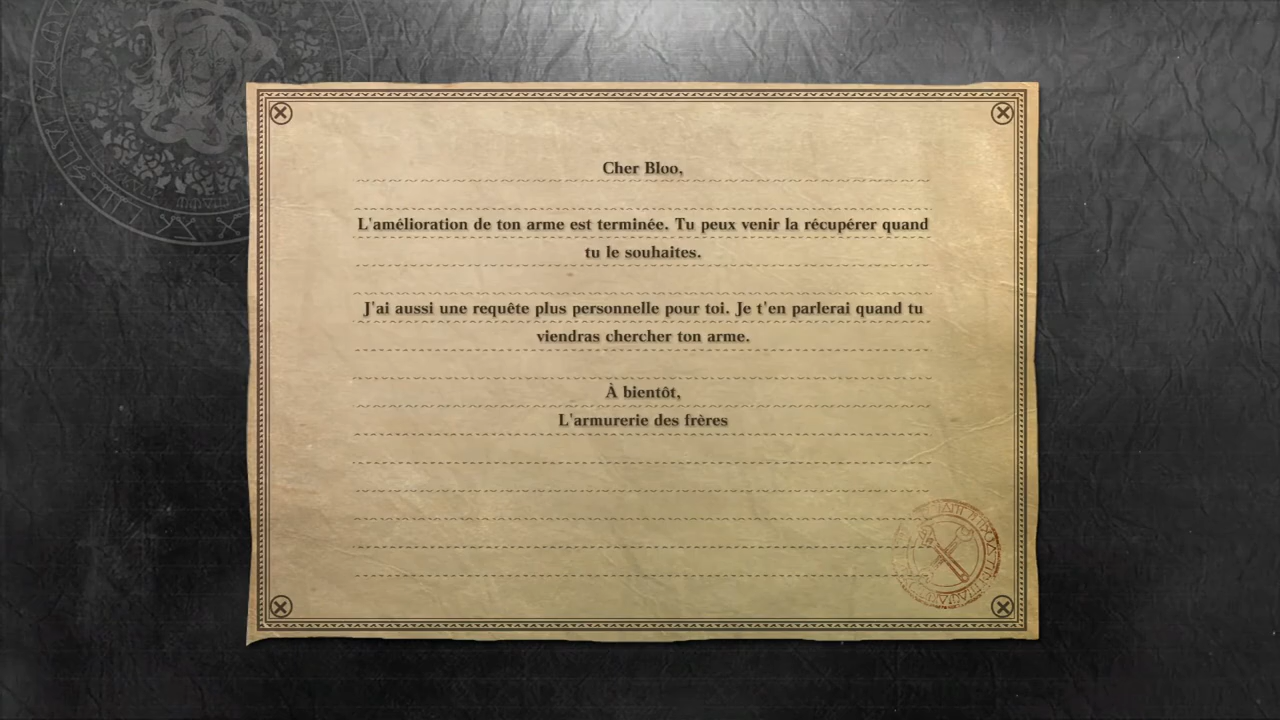 Cher Bloo,
L'amélioration de ton arme est terminée. Tu peux venir la récupérer quand
tu le souhaites.
J'ai aussi une requête plus personnelle pour toi. Je t'en parlerai quand tu
viendras chercher ton arme.
À bientôt,
L'armurerie des frères